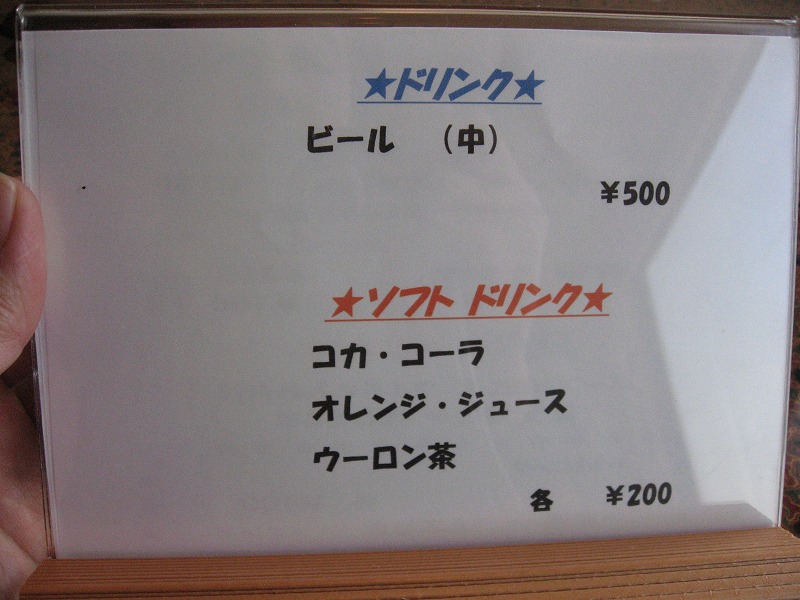 ★ドリンク★
ビール （中）
￥500
★ソフト ドリンク★
コカ・コーラ
オレンジ・ジュース
ウーロン茶
各 ￥200